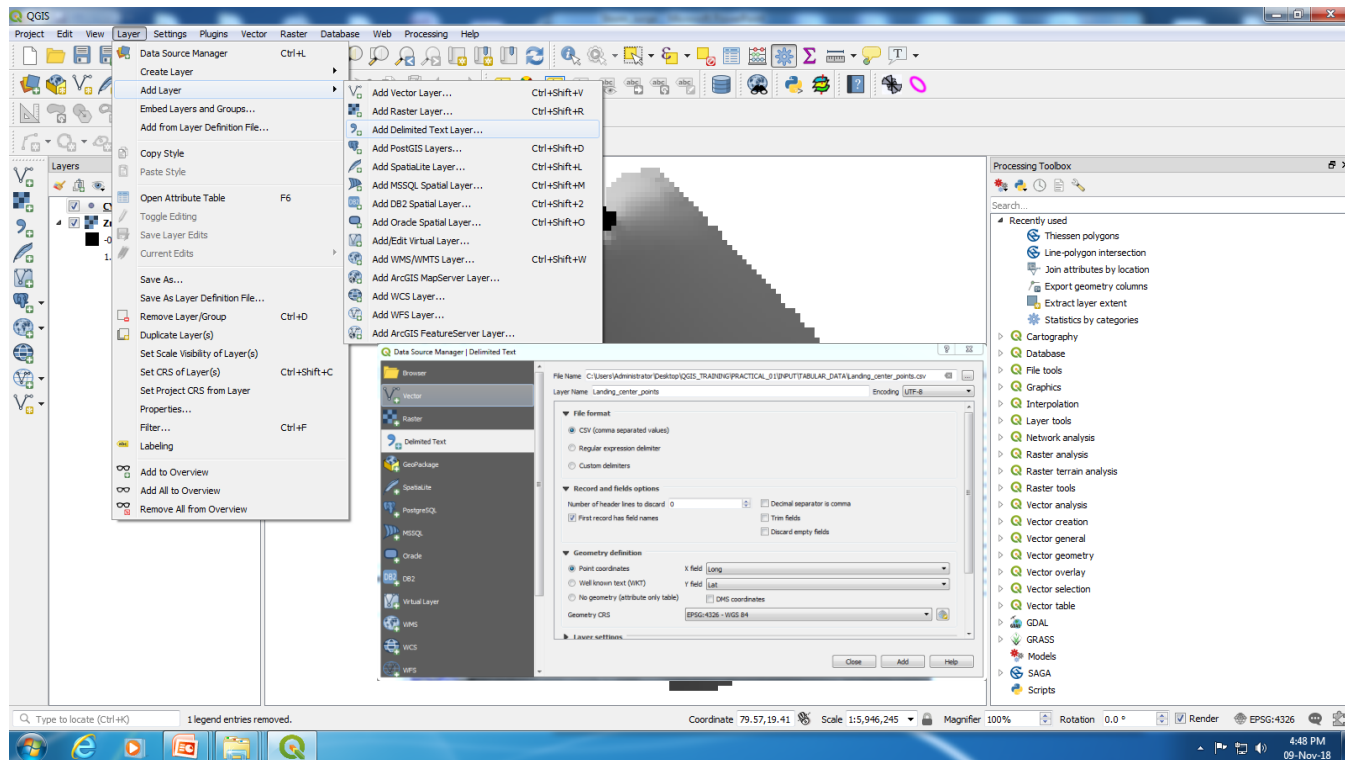 QGIS
Project Edit View Layer Settings Plugins Vector Raster Database Web Processing Help
Data Source Manager Ctrl+L
Create Layer
Add Layer
Embed Layers and Groups...
Add from Layer Definition File...
Copy Style
Paste Style
Open Attribute Table F6
Toggle Editing
Save Layer Edits
Current Edits
Save As...
Save As Layer Definition File...
Remove Layer/Group Ctrl+D
Duplicate Layer(s)
Set Scale Visibility of Layer(s)
Set CRS of Layer(s) Ctrl+Shift+C
Set Project CRS from Layer
Properties...
Filter... Ctrl+F
Labeling
Add to Overview
Add All to Overview
Remove All from Overview
Add Vector Layer... Ctrl+Shift+V
Add Raster Layer... Ctrl+Shift+R
Add Delimited Text Layer...
Add PostGIS Layers... Ctrl+Shift+D
Add SpatiaLite Layer... Ctrl+Shift+L
Add MSSQL Spatial Layer... Ctrl+Shift+M
Add DB2 Spatial Layer... Ctrl+Shift+2
Add Oracle Spatial Layer... Ctrl+Shift+O
Add/Edit Virtual Layer...
Add WMS/WMTS Layer... Ctrl+Shift+W
Add ArcGIS MapServer Layer...
Add WCS Layer...
Add WFS Layer...
Add ArcGIS FeatureServer Layer...
Layers
Data Source Manager | Delimited Text
Browser
Vector
Raster
Delimited Text
GeoPackage
SpatiaLite
PostgreSQL
MSSQL
Oracle
DB2
Virtual Layer
WMS
WCS
WFS
File Name C:\Users\Administrator\Desktop\QGIS_TRAINING\PRACTICAL_01\INPUT\TABULAR_DATA\Landing_center_points.csv
Layer Name Landing_center_points Encoding UTF-8
File format
CSV (comma separated values)
Regular expression delimiter
Custom delimiters
Record and fields options
Number of header lines to discard 0 Decimal separator is comma
First record has field names Trim fields
Discard empty fields
Geometry definition
Point coordinates X field Long
Well known text (WKT) Y field Lat
No geometry (attribute only table) DMS coordinates
Geometry CRS EPSG:4326 - WGS 84
Layer settings
Close Add Help
Processing Toolbox
Search...
Recently used
Thiessen polygons
Line-polygon intersection
Join attributes by location
Export geometry columns
Extract layer extent
Statistics by categories
Cartography
Database
File tools
Graphics
Interpolation
Layer tools
Network analysis
Raster analysis
Raster terrain analysis
Raster tools
Vector analysis
Vector creation
Vector general
Vector geometry
Vector overlay
Vector selection
Vector table
GDAL
GRASS
Models
SAGA
Scripts
Type to locate (Ctrl+K) 1 legend entries removed. Coordinate 79.57,19.41 Scale 1:5,946,245 Magnifier 100% Rotation 0.0 ° Render EPSG:4326
4:48 PM
09-Nov-18